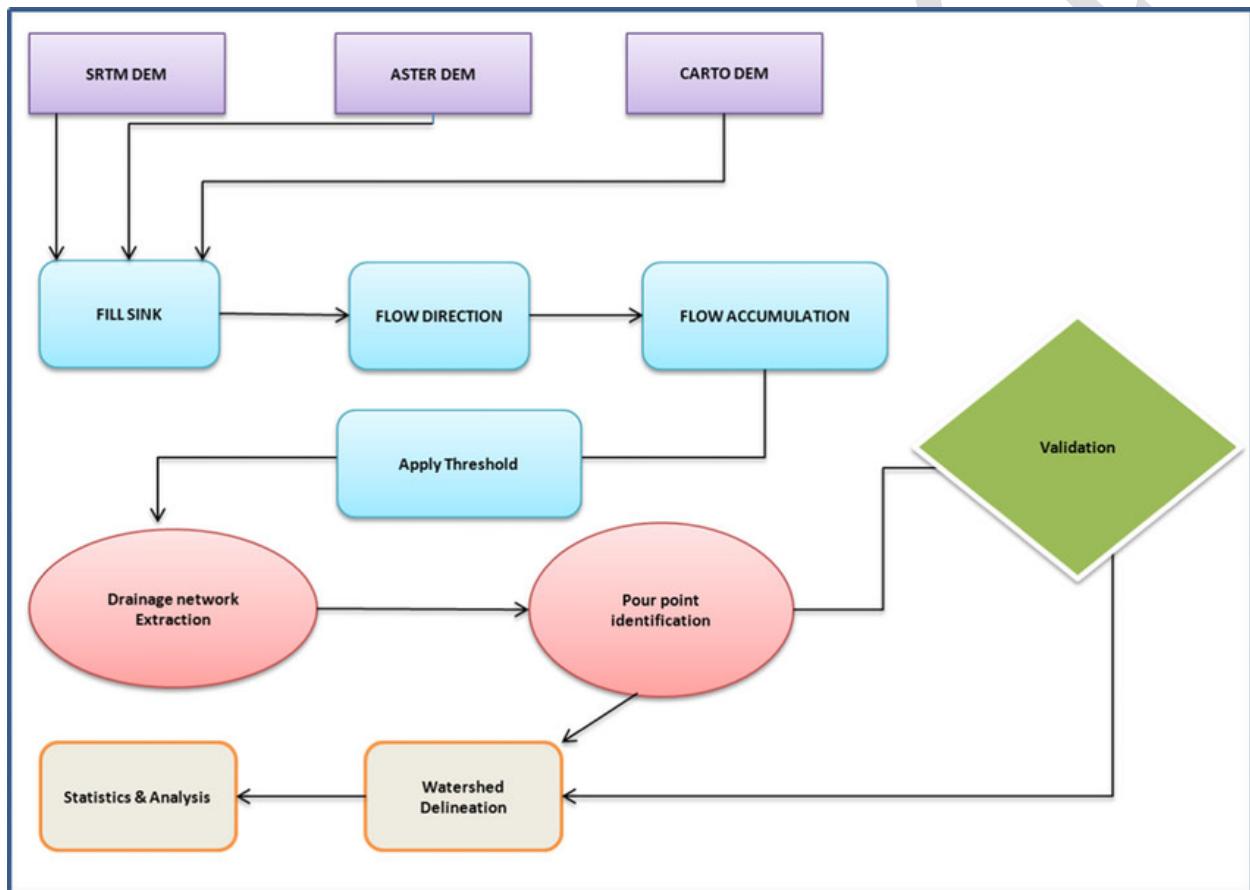 SRTM DEM
ASTER DEM
CARTO DEM
FILL SINK
FLOW DIRECTION
FLOW ACCUMULATION
Validation
Apply Threshold
Drainage network
Extraction
Pour point
identification
Statistics & Analysis
Watershed
Delineation